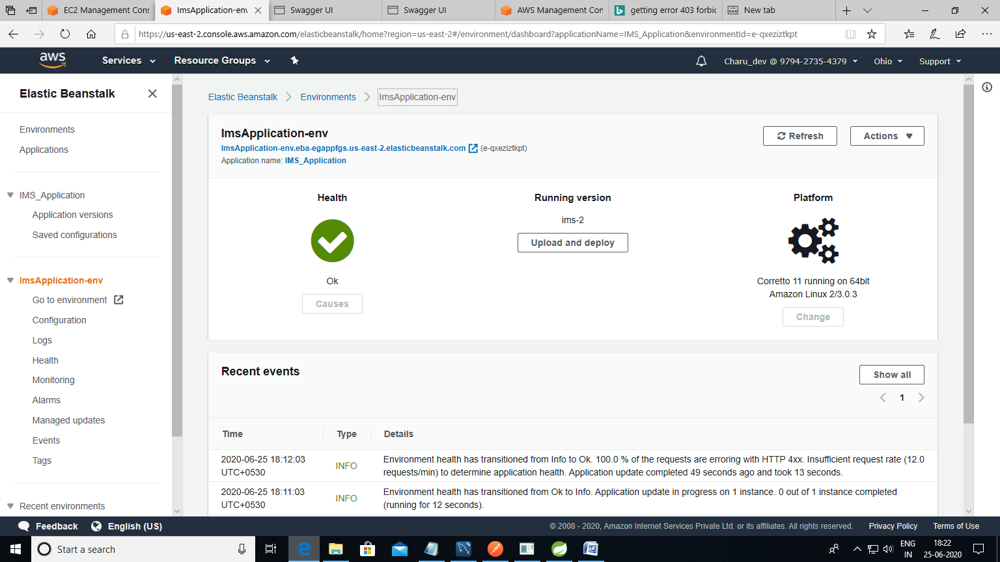 EC2 Management Cons
ImsApplication-env
Swagger UI
Swagger UI
AWS Management Con
getting error 403 forbic
New tab
https://us-east-2.console.aws.amazon.com/elasticbeanstalk/home?region=us-east-2#/environment/dashboard?applicationName=IMS_Application&environmentId=e-qxeziztkpt
aws
Services
Resource Groups
Charu_dev @ 9794-2735-4379
Ohio
Support
Elastic Beanstalk
Environments
Applications
IMS_Application
Application versions
Saved configurations
ImsApplication-env
Go to environment
Configuration
Logs
Health
Monitoring
Alarms
Managed updates
Events
Tags
Recent environments
Elastic Beanstalk
Environments
ImsApplication-env
ImsApplication-env
ImsApplication-env.eba-egappfgs.us-east-2.elasticbeanstalk.com (e-qxeziztkpt)
Application name: IMS_Application
Refresh
Actions
Health
Ok
Causes
Running version
ims-2
Upload and deploy
Platform
Corretto 11 running on 64bit
Amazon Linux 2/3.0.3
Change
Recent events
Show all
1
Time
Type
Details
2020-06-25 18:12:03
UTC+0530
INFO
Environment health has transitioned from Info to Ok. 100.0 % of the requests are erroring with HTTP 4xx. Insufficient request rate (12.0
requests/min) to determine application health. Application update completed 49 seconds ago and took 13 seconds.
2020-06-25 18:11:03
UTC+0530
INFO
Environment health has transitioned from Ok to Info. Application update in progress on 1 instance. 0 out of 1 instance completed
(running for 12 seconds).
Feedback
English (US)
© 2008 - 2020, Amazon Internet Services Private Ltd. or its affiliates. All rights reserved.
Privacy Policy
Terms of Use
Start a search
ENG
IN
18:22
25-06-2020